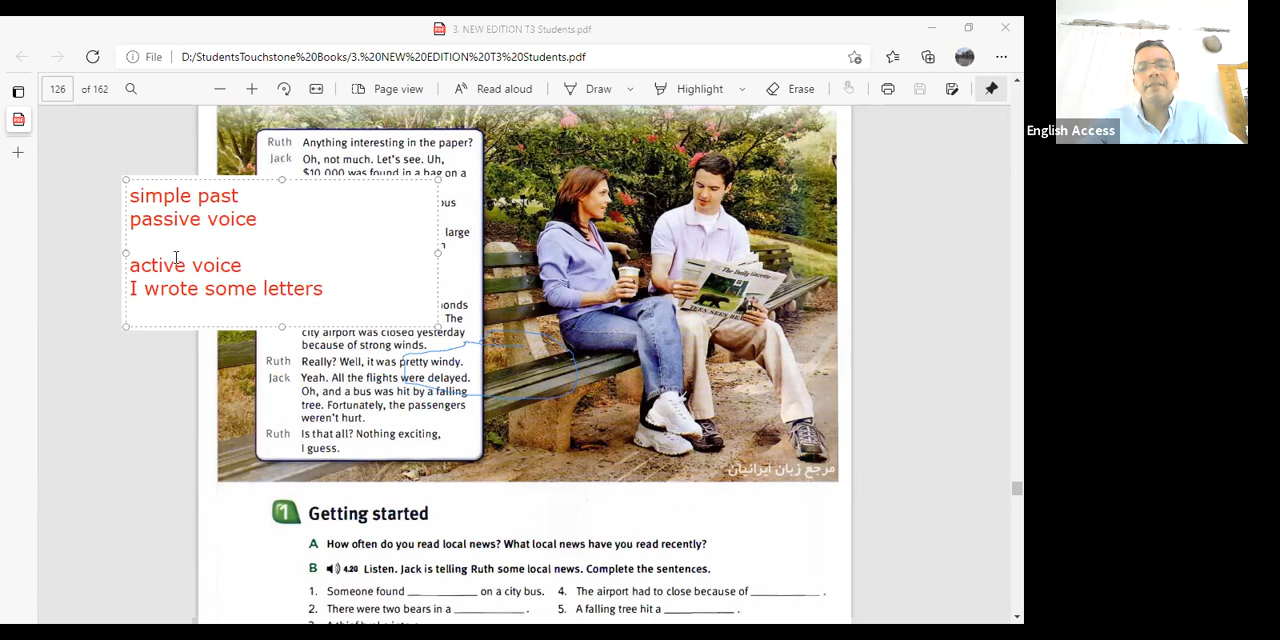 3. NEW EDITION T3 Students.pdf
File D:/StudentsTouchstone%20Books/3.%20NEW%20EDITION%20T3%20Students.pdf
126 of 162 Page view Read aloud Draw Highlight Erase
English Access
Ruth Anything interesting in the paper?
Jack Oh, not much. Let's see. Uh,
$10,000 was found in a bag on a
simple past
passive voice
active voice
I wrote some letters
large
The
city airport was closed yesterday
because of strong winds.
Ruth Really? Well, it was pretty windy.
Jack Yeah. All the flights were delayed.
Oh, and a bus was hit by a falling
tree. Fortunately, the passengers
weren't hurt.
Ruth Is that all? Nothing exciting,
I guess.
The Daily Gazette
مرجع زبان ایرانیان
1 Getting started
A How often do you read local news? What local news have you read recently?
B 4.20 Listen. Jack is telling Ruth some local news. Complete the sentences.
1. Someone found __________ on a city bus. 4. The airport had to close because of __________ .
2. There were two bears in a __________ . 5. A falling tree hit a __________ .